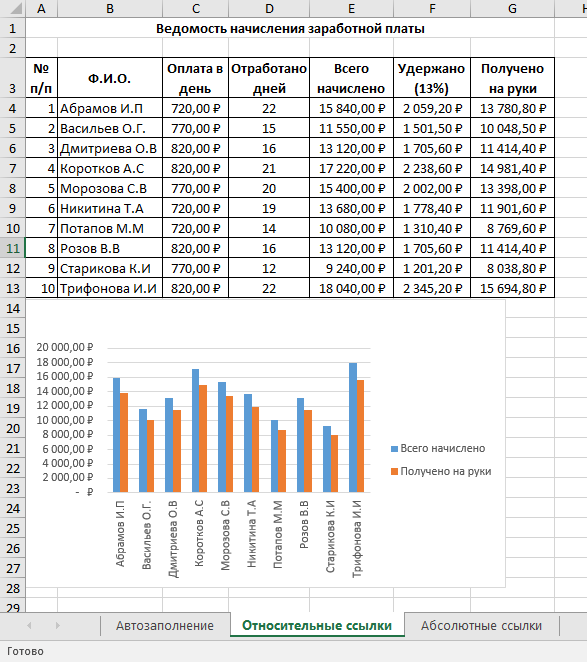 A B C D E F G
1 Ведомость начисления заработной платы
2
3 № п/п Ф.И.О. Оплата в день Отработано дней Всего начислено Удержано (13%) Получено на руки
4 1 Абрамов И.П 720,00 ₽ 22 15 840,00 ₽ 2 059,20 ₽ 13 780,80 ₽
5 2 Васильев О.Г. 770,00 ₽ 15 11 550,00 ₽ 1 501,50 ₽ 10 048,50 ₽
6 3 Дмитриева О.В 820,00 ₽ 16 13 120,00 ₽ 1 705,60 ₽ 11 414,40 ₽
7 4 Коротков А.С 820,00 ₽ 21 17 220,00 ₽ 2 238,60 ₽ 14 981,40 ₽
8 5 Морозова С.В 770,00 ₽ 20 15 400,00 ₽ 2 002,00 ₽ 13 398,00 ₽
9 6 Никитина Т.А 720,00 ₽ 19 13 680,00 ₽ 1 778,40 ₽ 11 901,60 ₽
10 7 Потапов М.М 720,00 ₽ 14 10 080,00 ₽ 1 310,40 ₽ 8 769,60 ₽
11 8 Розов В.В 820,00 ₽ 16 13 120,00 ₽ 1 705,60 ₽ 11 414,40 ₽
12 9 Старикова К.И 770,00 ₽ 12 9 240,00 ₽ 1 201,20 ₽ 8 038,80 ₽
13 10 Трифонова И.И 820,00 ₽ 22 18 040,00 ₽ 2 345,20 ₽ 15 694,80 ₽
14
15
16
17
18
19
20
21
22
23
24
25
26
27
28
29
20 000,00 ₽
18 000,00 ₽
16 000,00 ₽
14 000,00 ₽
12 000,00 ₽
10 000,00 ₽
8 000,00 ₽
6 000,00 ₽
4 000,00 ₽
2 000,00 ₽
- ₽
Всего начислено
Получено на руки
Абрамов И.П
Васильев О.Г.
Дмитриева О.В
Коротков А.С
Морозова С.В
Никитина Т.А
Потапов М.М
Розов В.В
Старикова К.И
Трифонова И.И
Автозаполнение Относительные ссылки Абсолютные ссылки
Готово